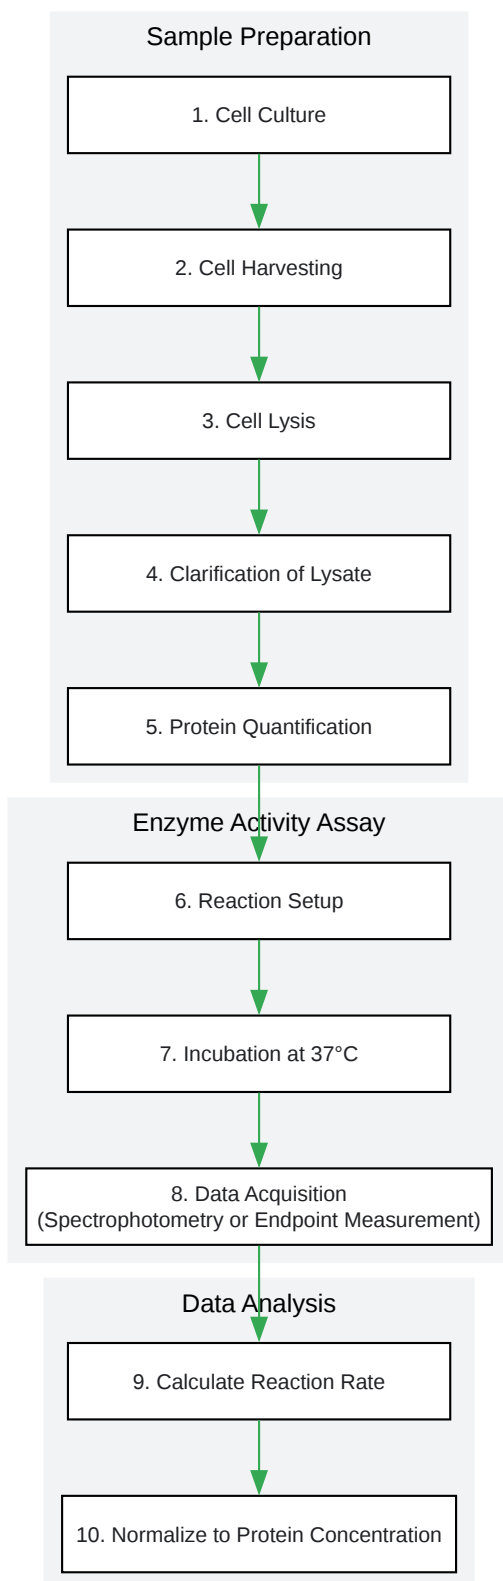 Sample Preparation
1. Cell Culture
2. Cell Harvesting
3. Cell Lysis
4. Clarification of Lysate
5. Protein Quantification
Enzyme Activity Assay
6. Reaction Setup
7. Incubation at 37°C
8. Data Acquisition
(Spectrophotometry or Endpoint Measurement)
Data Analysis
9. Calculate Reaction Rate
10. Normalize to Protein Concentration